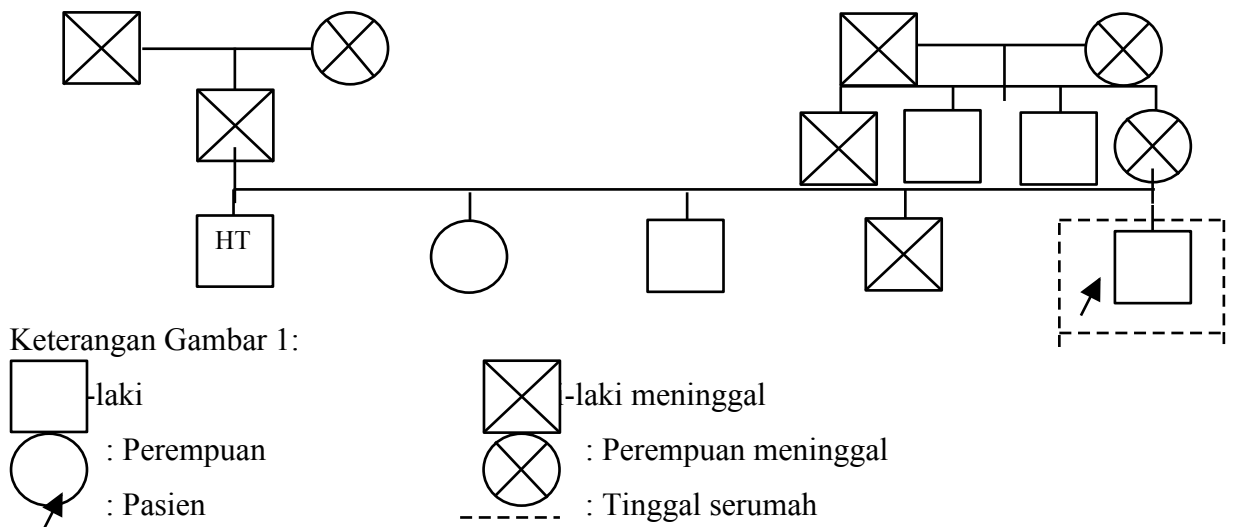 HT
Keterangan Gambar 1:
-laki -laki meninggal
: Perempuan : Perempuan meninggal
: Pasien : Tinggal serumah